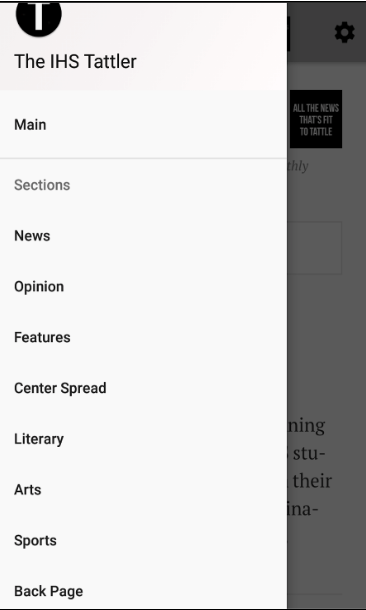 T
The IHS Tattler
Main
ALL THE NEWS
THAT'S FIT
TO TATTLE
thly
Sections
News
Opinion
Features
Center Spread
Literary
Arts
Sports
Back Page
ning
stu-
their
ina-